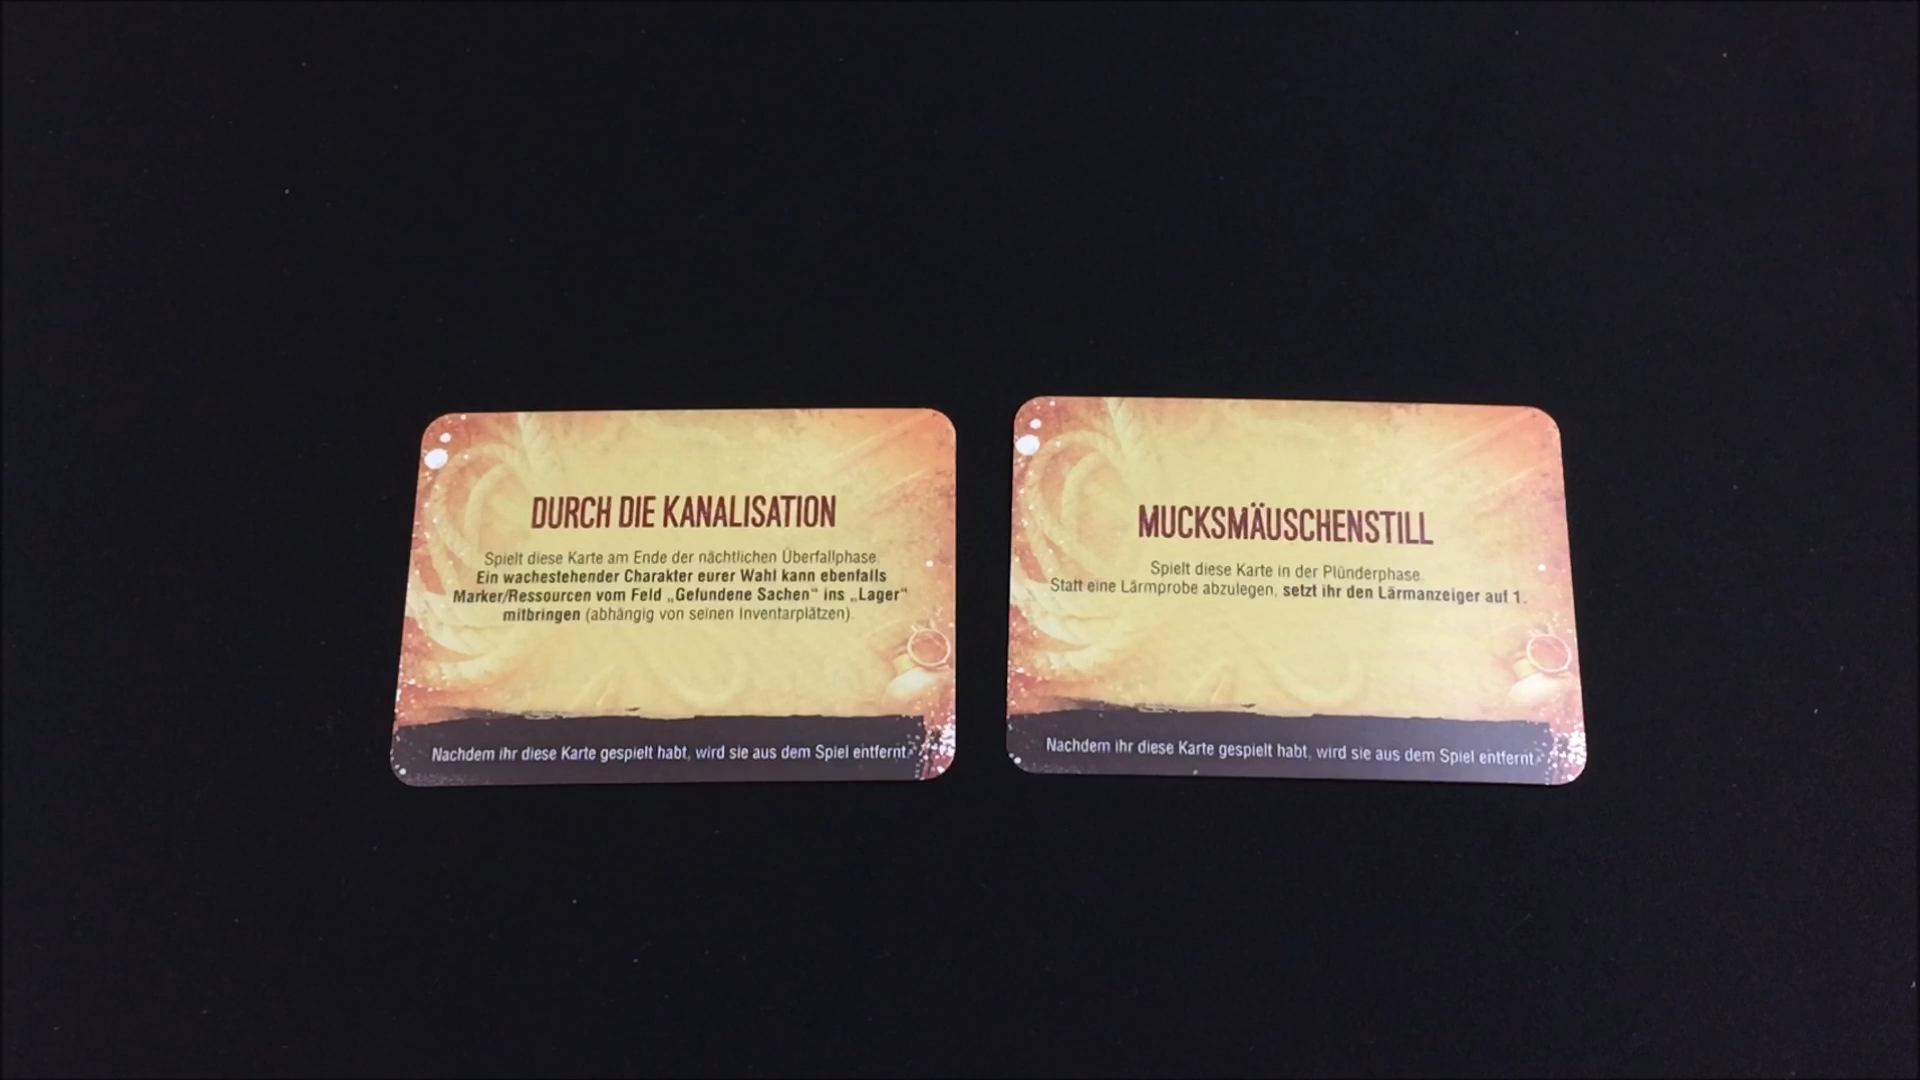 DURCH DIE KANALISATION
Spielt diese Karte am Ende der nächtlichen Überfallphase.
Ein wachestehender Charakter eurer Wahl kann ebenfalls
Marker/Ressourcen vom Feld „Gefundene Sachen“ ins „Lager“
mitbringen (abhängig von seinen Inventarplätzen).
Nachdem ihr diese Karte gespielt habt, wird sie aus dem Spiel entfernt.
MUCKSMÄUSCHENSTILL
Spielt diese Karte in der Plünderphase.
Statt eine Lärmprobe abzulegen, setzt ihr den Lärmanzeiger auf 1.
Nachdem ihr diese Karte gespielt habt, wird sie aus dem Spiel entfernt.